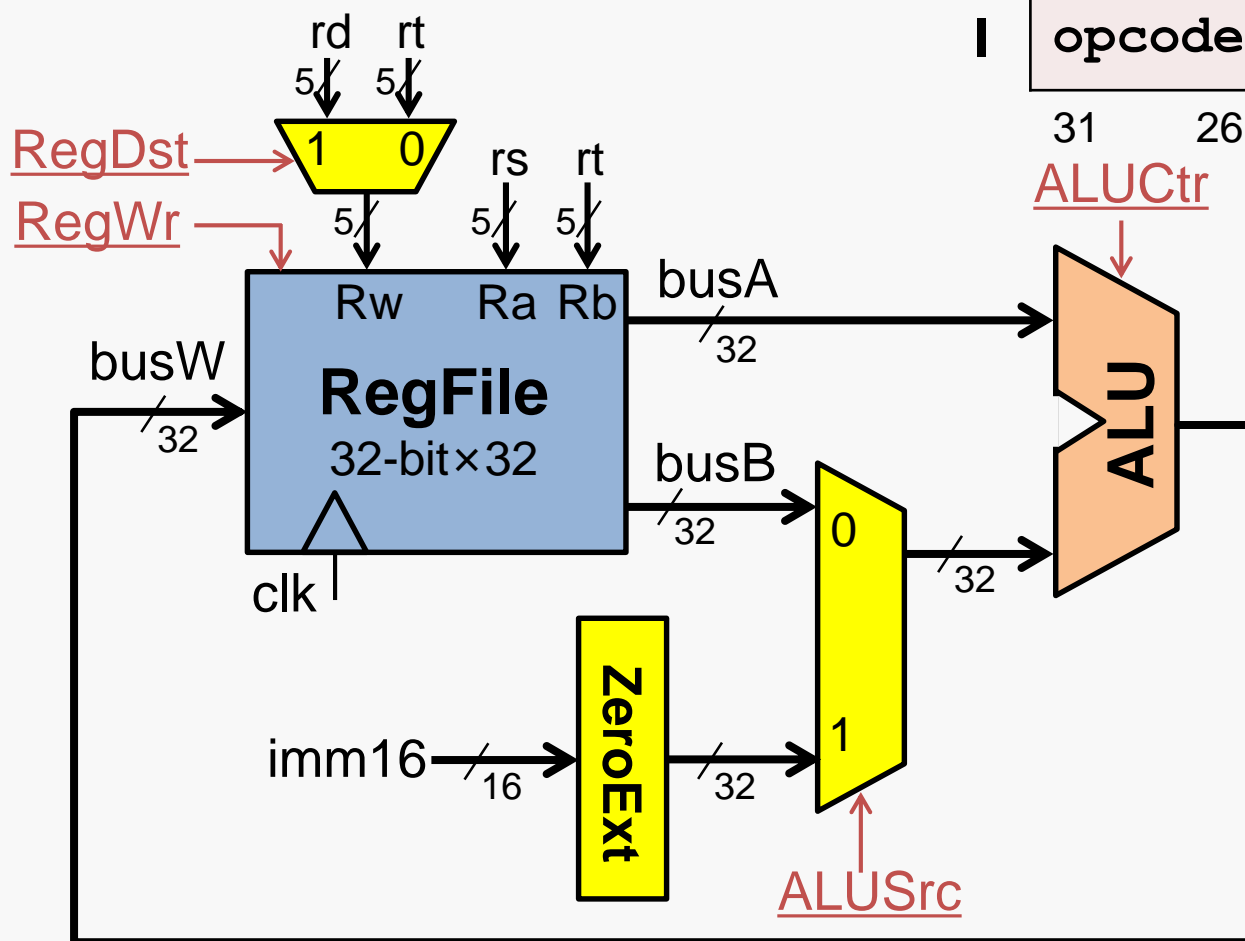 rd rt
I opcode
5 5
31 26
RegDst 1 0
rs rt
ALUCtr
RegWr 5 5 5
busA
Rw Ra Rb
32
busW
RegFile
ALU
32
32-bit×32
busB
32
0
clk
32
ZeroExt
1
imm16
16 32
ALUSrc